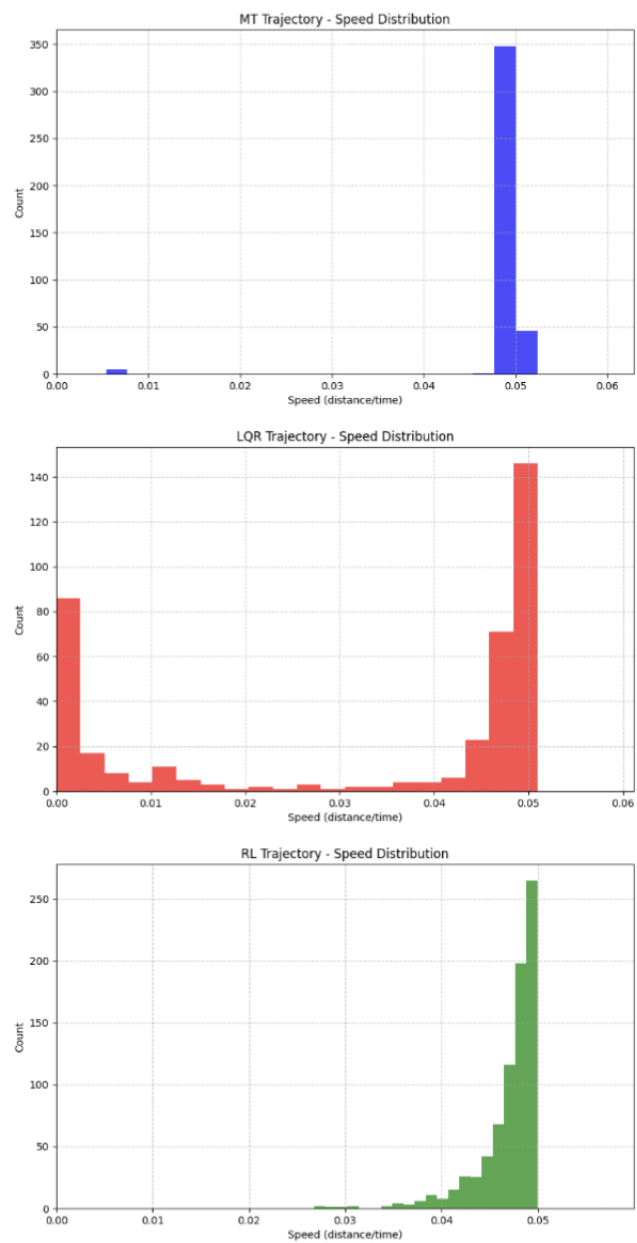 MT Trajectory - Speed Distribution
350
300
250
200
150
100
50
0
Count
0.00 0.01 0.02 0.03 0.04 0.05 0.06
Speed (distance/time)
LQR Trajectory - Speed Distribution
140
120
100
80
60
40
20
0
Count
0.00 0.01 0.02 0.03 0.04 0.05 0.06
Speed (distance/time)
RL Trajectory - Speed Distribution
250
200
150
100
50
0
Count
0.00 0.01 0.02 0.03 0.04 0.05
Speed (distance/time)